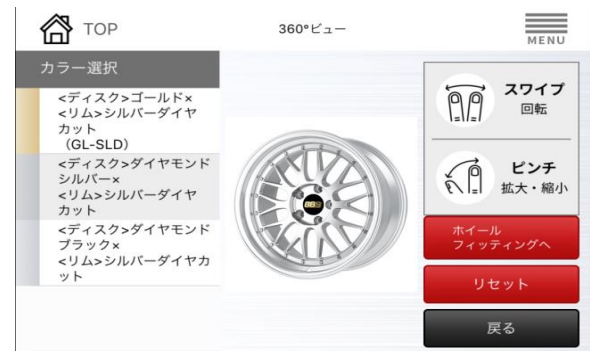 TOP
360°ビュー
MENU
カラー選択
<ディスク>ゴールド×
<リム>シルバーダイヤ
カット
（GL-SLD）
<ディスク>ダイヤモンド
シルバー×
<リム>シルバーダイヤ
カット
<ディスク>ダイヤモンド
ブラック×
<リム>シルバーダイヤカ
ット
BBS
スワイプ
回転
ピンチ
拡大・縮小
ホイール
フィッティングへ
リセット
戻る